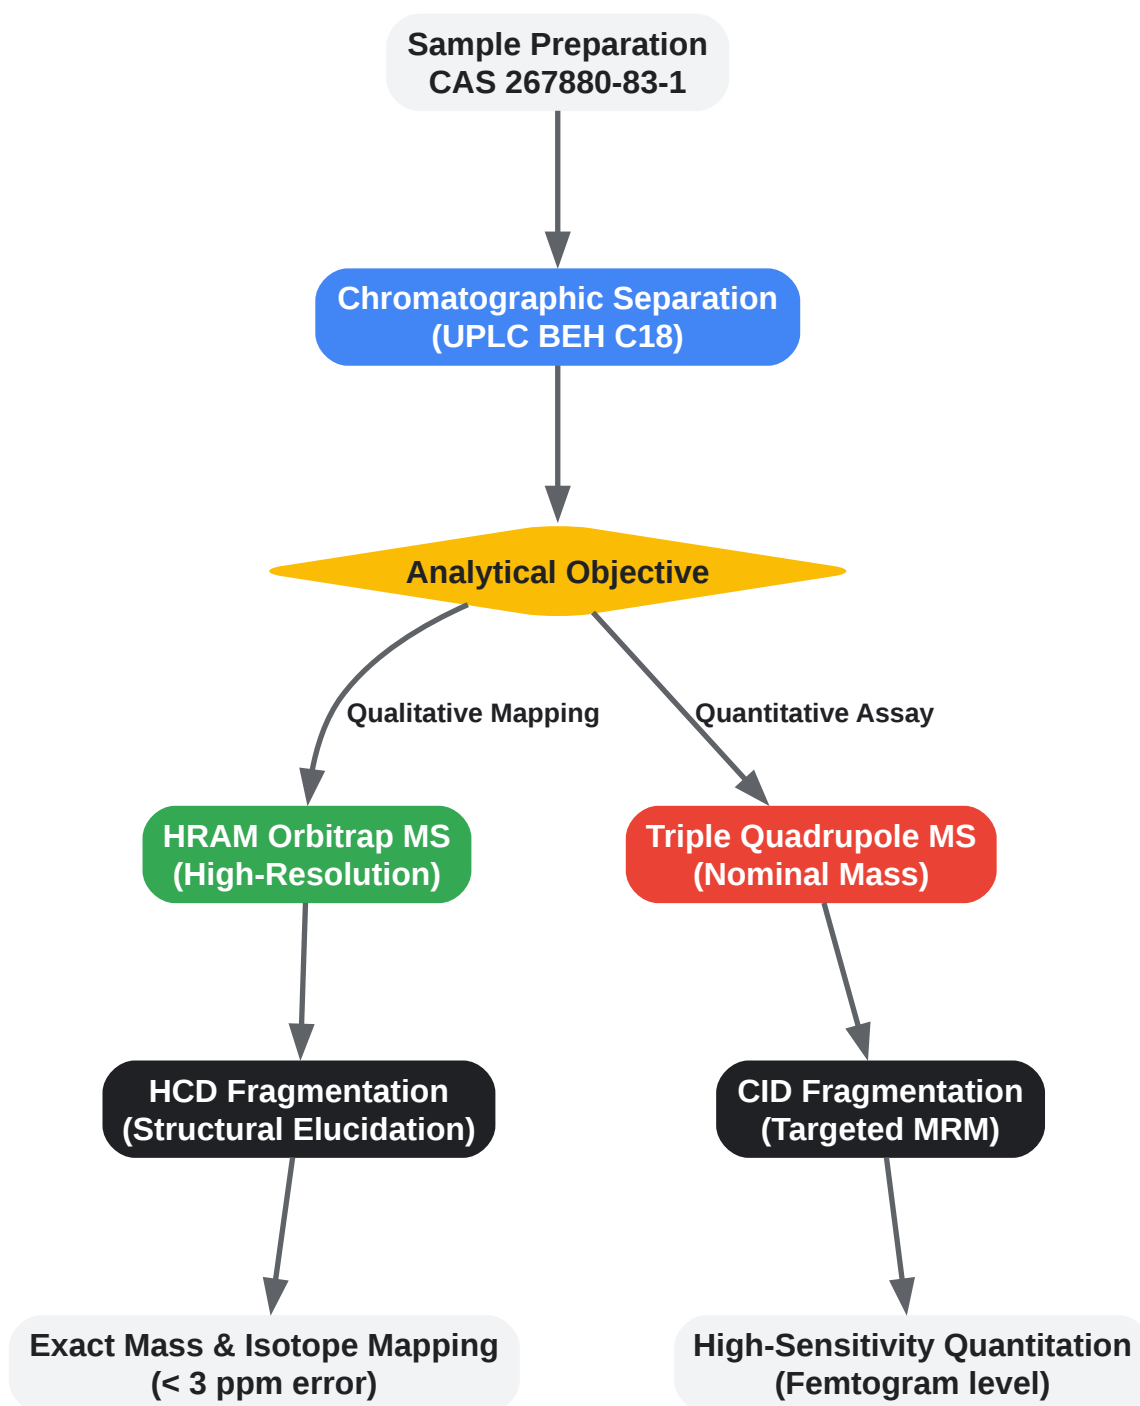 Sample Preparation
CAS 267880-83-1
Chromatographic Separation
(UPLC BEH C18)
Analytical Objective
Qualitative Mapping
Quantitative Assay
HRAM Orbitrap MS
(High-Resolution)
Triple Quadrupole MS
(Nominal Mass)
HCD Fragmentation
(Structural Elucidation)
CID Fragmentation
(Targeted MRM)
Exact Mass & Isotope Mapping
(< 3 ppm error)
High-Sensitivity Quantitation
(Femtogram level)